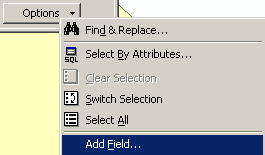 Options
Find & Replace...
SQL
Select By Attributes...
Clear Selection
Switch Selection
Select All
Add Field...